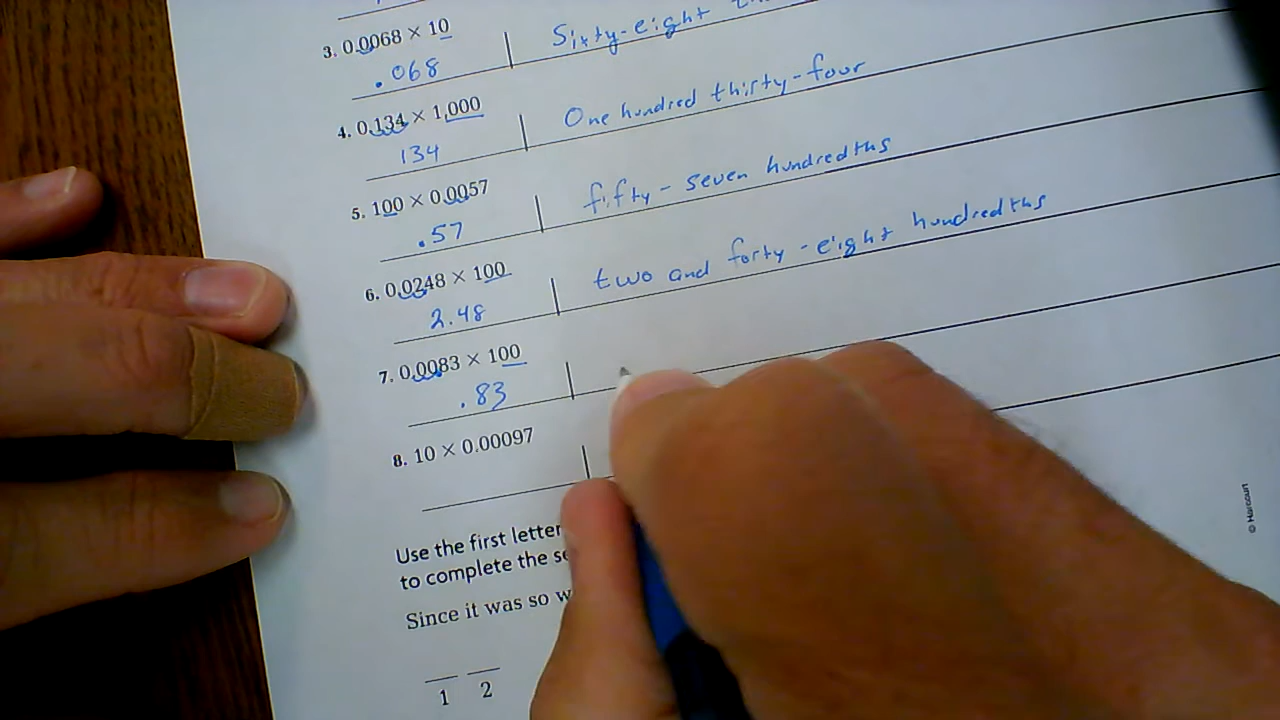 3. 0.0068 × 10
Sixty-eight
.068
4. 0.134 × 1,000
One hundred thirty-four
134
5. 100 × 0.0057
fifty-seven hundredths
.57
6. 0.0248 × 100
two and forty-eight hundredths
2.48
7. 0.0083 × 100
.83
8. 10 × 0.00097
Use the first letter
to complete the
Since it was so
1 2
© Harcourt